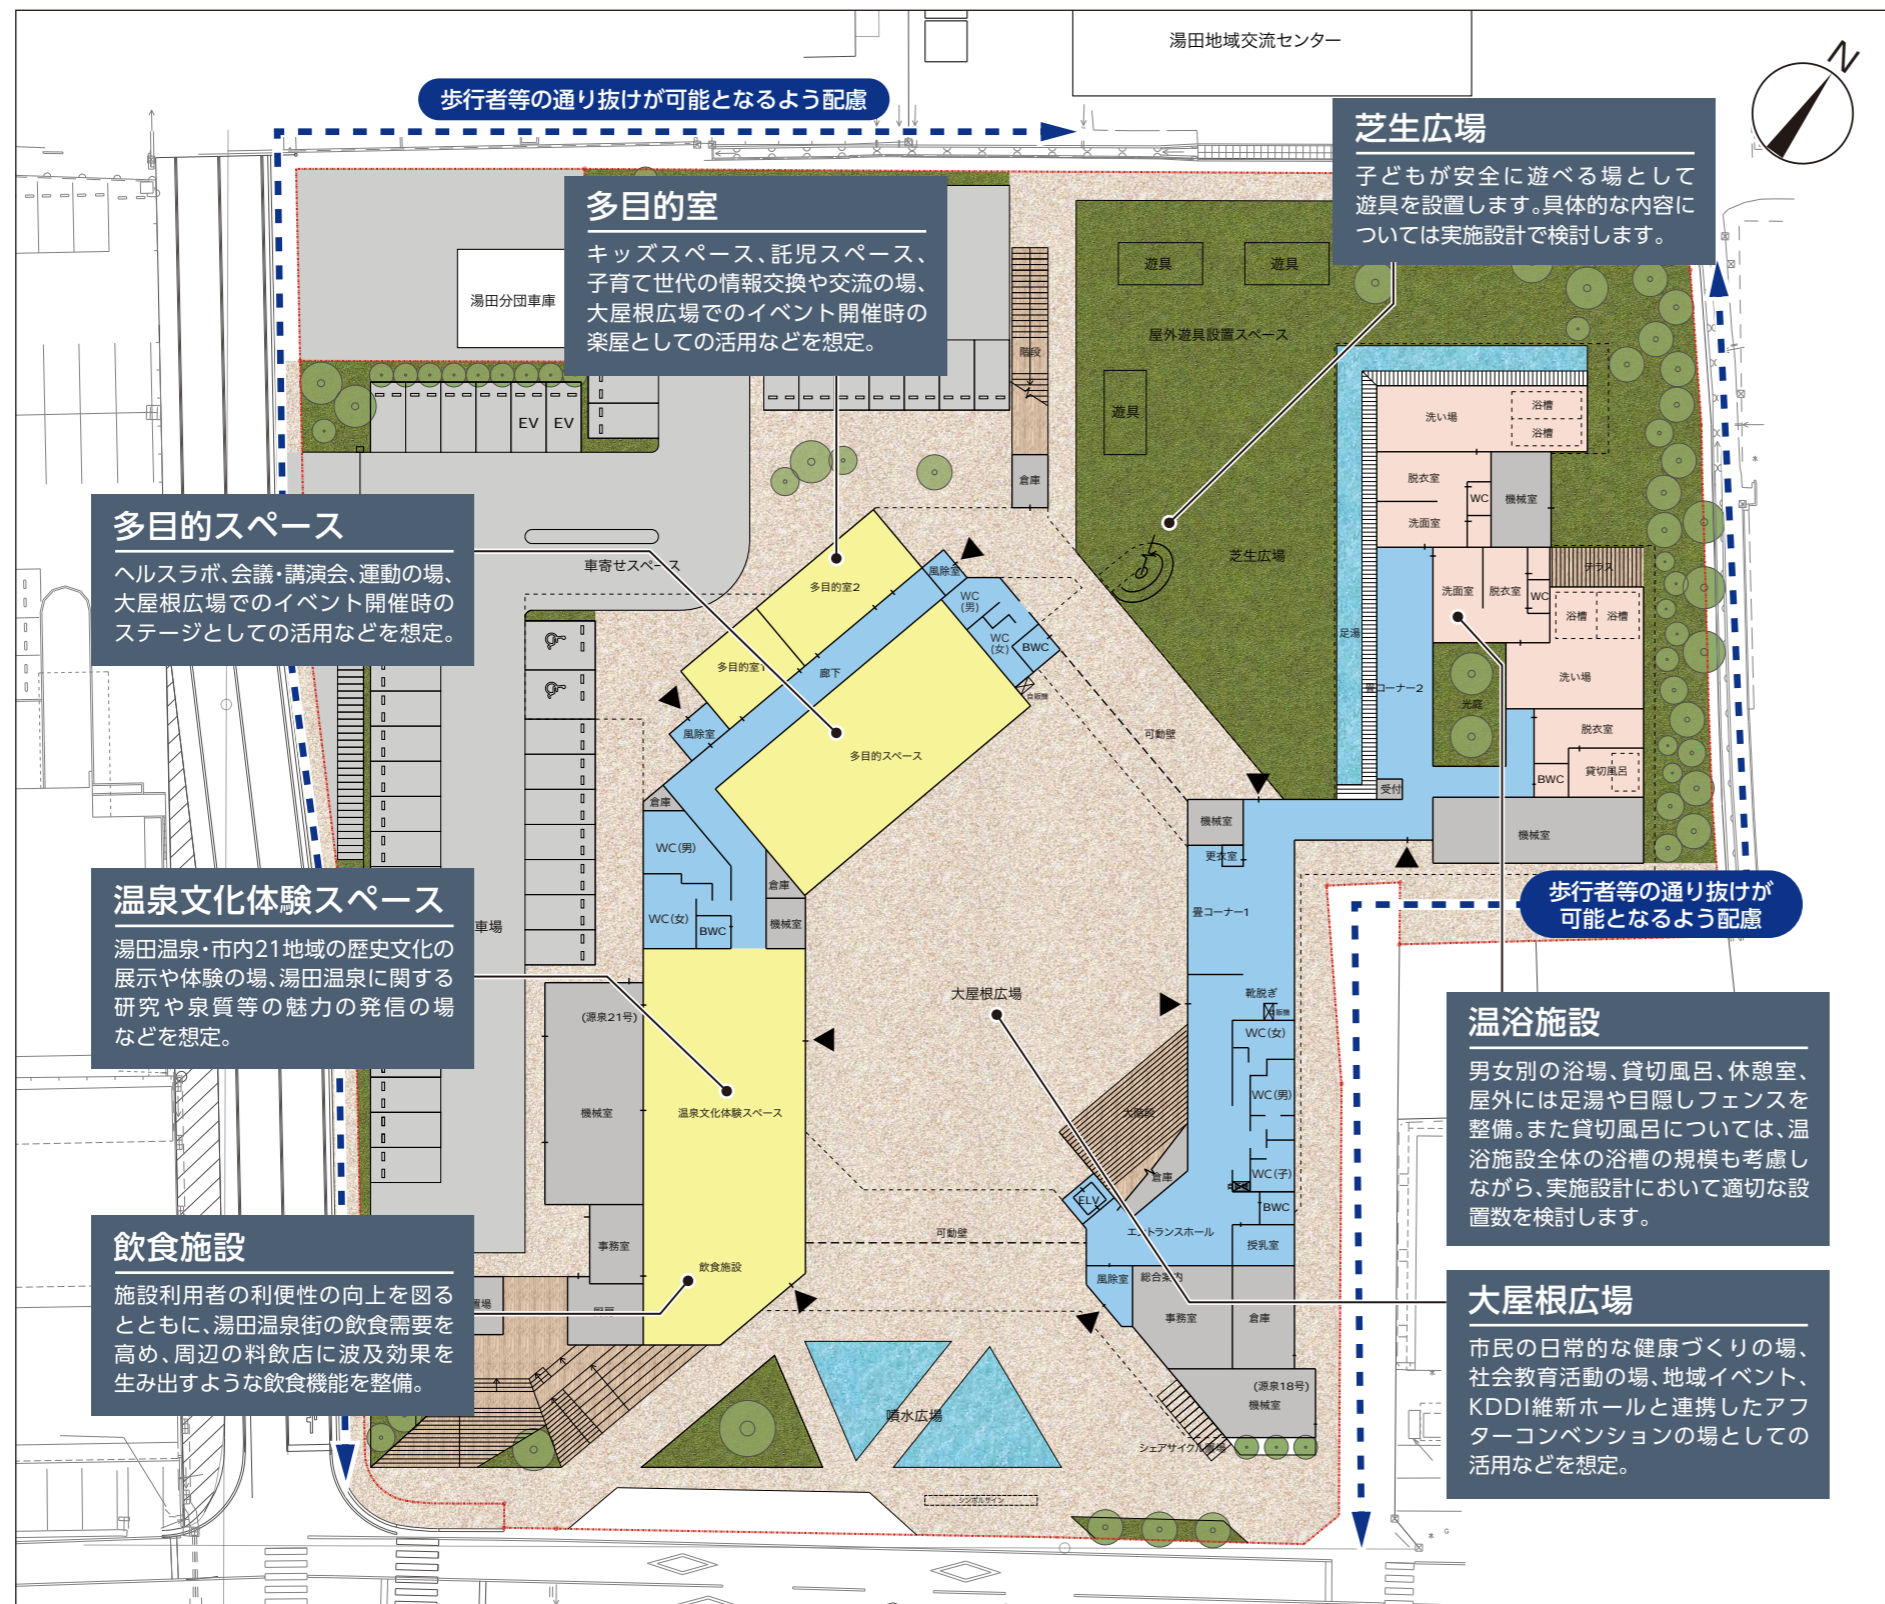 湯田地域交流センター
N
歩行者等の通り抜けが可能となるよう配慮
芝生広場
子どもが安全に遊べる場として
遊具を設置します。具体的な内容に
ついては実施設計で検討します。
多目的室
キッズスペース、託児スペース、
子育て世代の情報交換や交流の場、
大屋根広場でのイベント開催時の
楽屋としての活用などを想定。
湯田分団車庫
遊具
遊具
屋外遊具設置スペース
階段
遊具
EV
EV
倉庫
洗い場
浴槽
浴槽
脱衣室
WC
機械室
洗面室
多目的スペース
ヘルスラボ、会議・講演会、運動の場、
大屋根広場でのイベント開催時の
ステージとしての活用などを想定。
車寄せスペース
芝生広場
多目的室2
風除室
WC
(男)
WC
(女)
BWC
洗面室
脱衣室
WC
テラス
浴槽
浴槽
足湯
多目的室1
廊下
自販機
畳コーナー2
光庭
洗い場
風除室
可動壁
多目的スペース
脱衣室
BWC
貸切風呂
受付
倉庫
機械室
機械室
WC(男)
更衣室
倉庫
温泉文化体験スペース
湯田温泉・市内21地域の歴史文化の
展示や体験の場、湯田温泉に関する
研究や泉質等の魅力の発信の場
などを想定。
車場
WC(女)
BWC
機械室
畳コーナー1
歩行者等の通り抜けが
可能となるよう配慮
大屋根広場
靴脱ぎ
自販機
(源泉21号)
WC(女)
温浴施設
男女別の浴場、貸切風呂、休憩室、
屋外には足湯や目隠しフェンスを
整備。また貸切風呂については、温
浴施設全体の浴槽の規模も考慮し
ながら、実施設計において適切な設
置数を検討します。
機械室
温泉文化体験スペース
大階段
WC(男)
倉庫
WC(子)
ELV
BWC
飲食施設
施設利用者の利便性の向上を図る
とともに、湯田温泉街の飲食需要を
高め、周辺の料飲店に波及効果を
生み出すような飲食機能を整備。
事務室
可動壁
エントランスホール
授乳室
飲食施設
風除室
総合案内
置場
厨房
事務室
倉庫
大屋根広場
市民の日常的な健康づくりの場、
社会教育活動の場、地域イベント、
KDDI維新ホールと連携したアフ
ターコンベンションの場としての
活用などを想定。
(源泉18号)
機械室
噴水広場
シェアサイクル置場
シンボルサイン